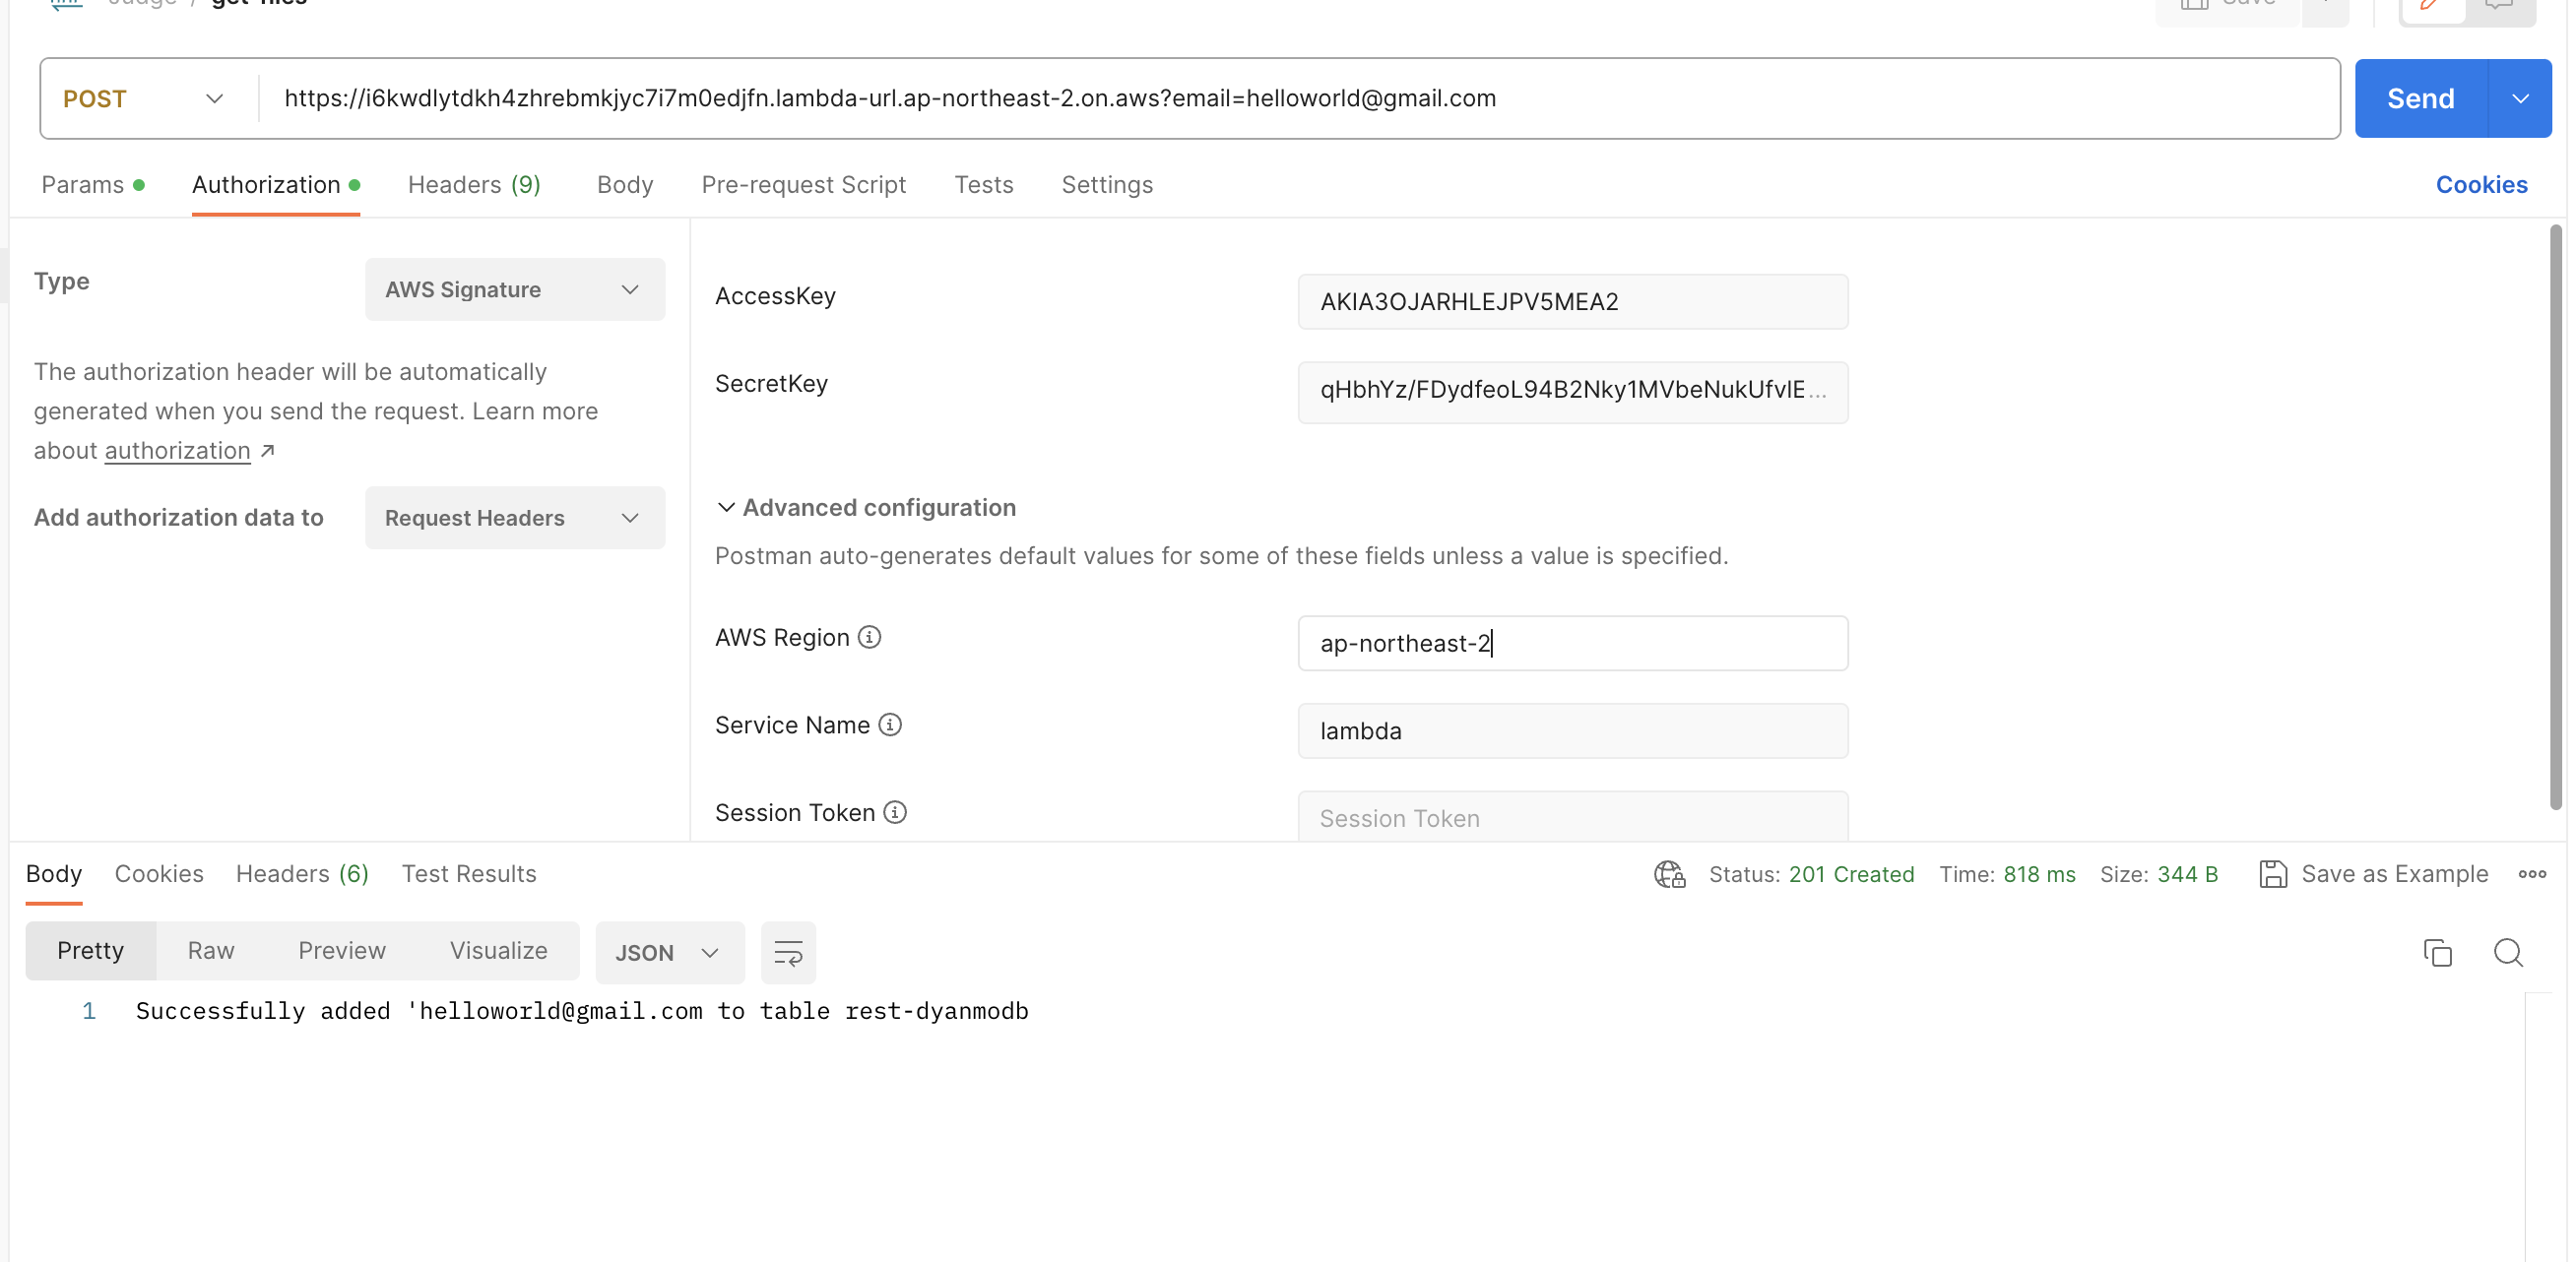 Judge / get-files
Save
POST
https://i6kwdlytdkh4zhrebmkjyc7i7m0edjfn.lambda-url.ap-northeast-2.on.aws?email=helloworld@gmail.com
Send
Params
Authorization
Headers (9)
Body
Pre-request Script
Tests
Settings
Cookies
Type
AWS Signature
The authorization header will be automatically
generated when you send the request. Learn more
about authorization ↗
Add authorization data to
Request Headers
AccessKey
AKIA3OJARHLEJPV5MEA2
SecretKey
qHbhYz/FDydfeoL94B2Nky1MVbeNukUfvlE...
Advanced configuration
Postman auto-generates default values for some of these fields unless a value is specified.
AWS Region
ap-northeast-2
Service Name
lambda
Session Token
Session Token
Body
Cookies
Headers (6)
Test Results
Status: 201 Created
Time: 818 ms
Size: 344 B
Save as Example
Pretty
Raw
Preview
Visualize
JSON
1
Successfully added 'helloworld@gmail.com to table rest-dyanmodb